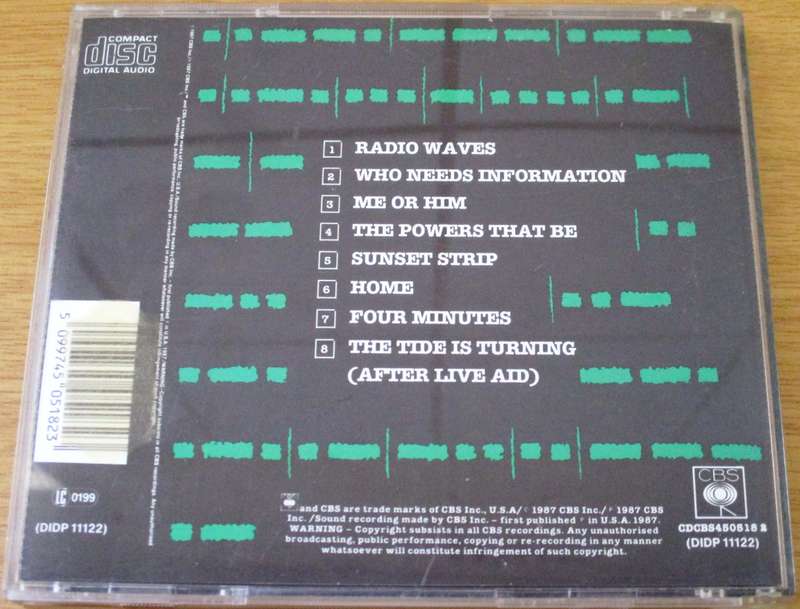 COMPACT
disc
DIGITAL AUDIO
1 RADIO WAVES
2 WHO NEEDS INFORMATION
3 ME OR HIM
4 THE POWERS THAT BE
5 SUNSET STRIP
6 HOME
7 FOUR MINUTES
8 THE TIDE IS TURNING
(AFTER LIVE AID)
5 099745 051823
LC 0199
(DIDP 11122)
and CBS are trade marks of CBS Inc., U.S.A/ © 1987 CBS Inc./ ℗ 1987 CBS
Inc. /Sound recording made by CBS Inc. – first published ℗ in U.S.A. 1987.
WARNING – Copyright subsists in all CBS recordings. Any unauthorised
broadcasting, public performance, copying or re-recording in any manner
whatsoever will constitute infringement of such copyright.
CBS
CDCBS450518 2
(DIDP 11122)